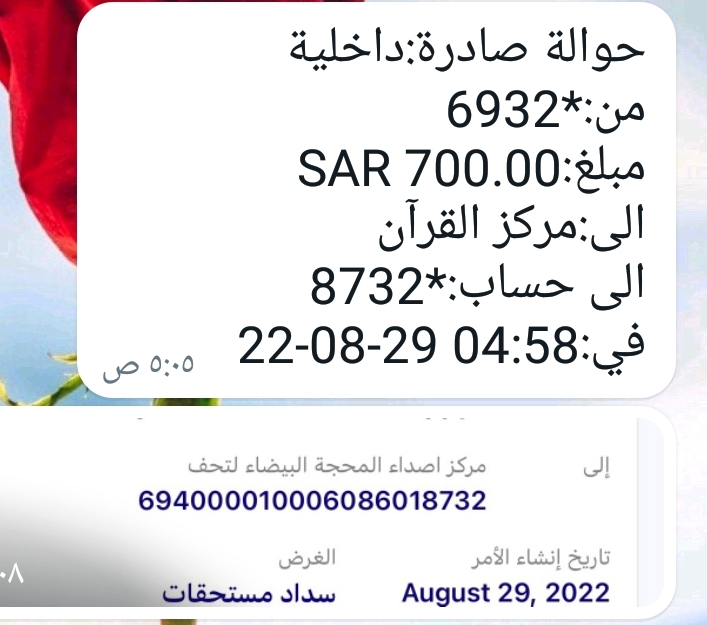 حوالة صادرة:داخلية
من:*6932
مبلغ:SAR 700.00
الى:مركز القرآن
الى حساب:*8732
في:22-08-29 04:58
٥:٠٥ ص
إلى
مركز اصداء المحجة البيضاء لتحف
694000010006086018732
تاريخ إنشاء الأمر
الغرض
August 29, 2022
سداد مستحقات